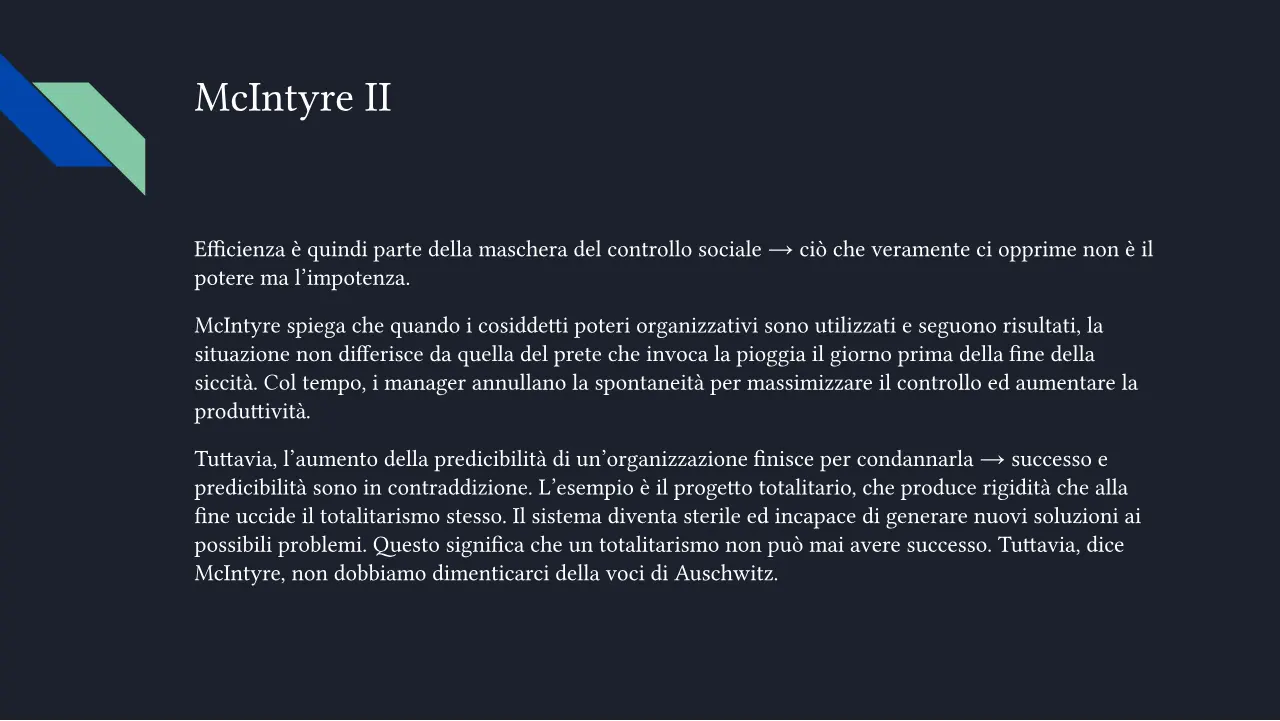 McIntyre II
Efficienza è quindi parte della maschera del controllo sociale → ciò che veramente ci opprime non è il
potere ma l’impotenza.
McIntyre spiega che quando i cosiddetti poteri organizzativi sono utilizzati e seguono risultati, la
situazione non differisce da quella del prete che invoca la pioggia il giorno prima della fine della
siccità. Col tempo, i manager annullano la spontaneità per massimizzare il controllo ed aumentare la
produttività.
Tuttavia, l’aumento della predicibilità di un’organizzazione finisce per condannarla → successo e
predicibilità sono in contraddizione. L’esempio è il progetto totalitario, che produce rigidità che alla
fine uccide il totalitarismo stesso. Il sistema diventa sterile ed incapace di generare nuovi soluzioni ai
possibili problemi. Questo significa che un totalitarismo non può mai avere successo. Tuttavia, dice
McIntyre, non dobbiamo dimenticarci della voci di Auschwitz.